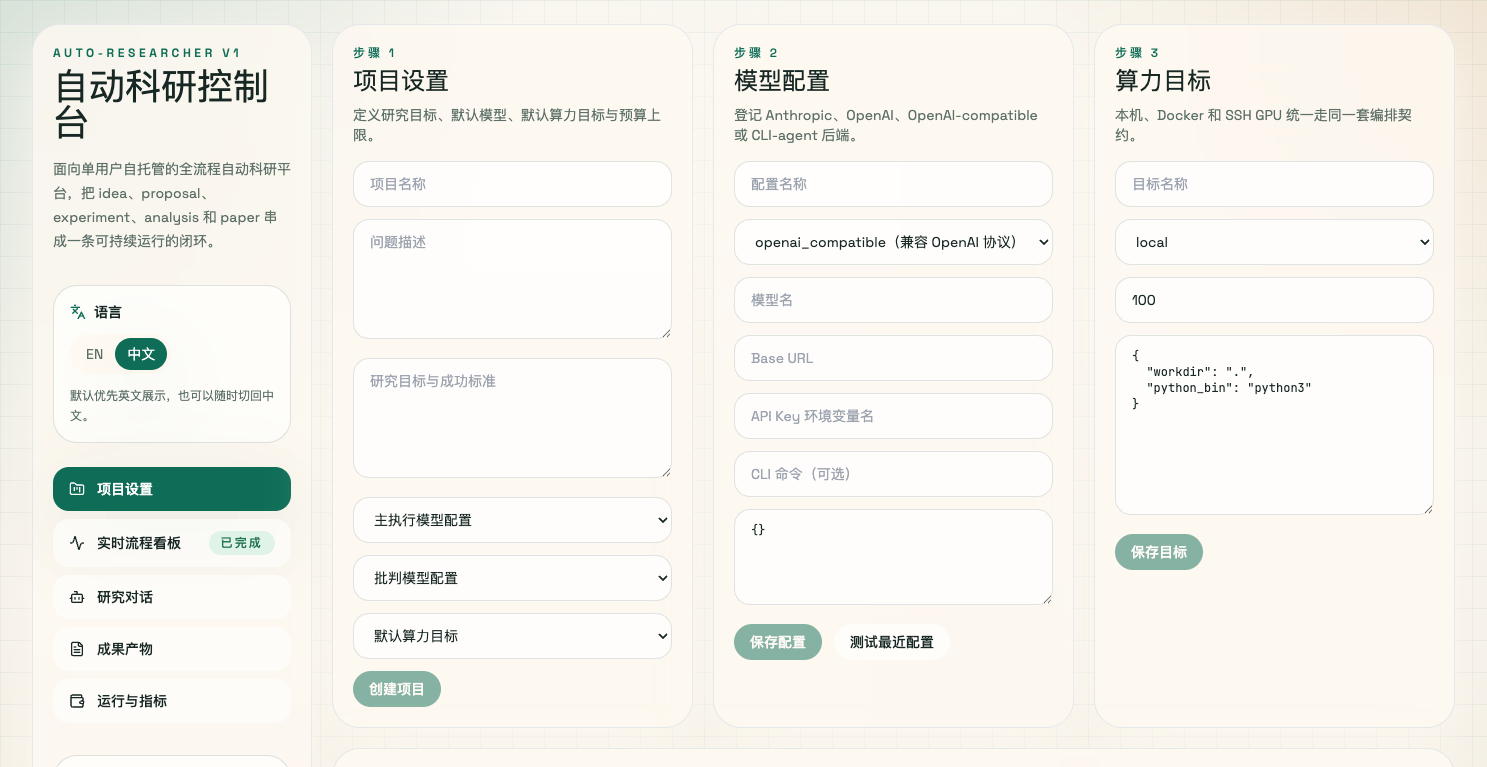 AUTO-RESEARCHER V1
自动科研控制
台
面向单用户自托管的全流程自动科研平
台，把 idea、proposal、
experiment、analysis 和 paper 串
成一条可持续运行的闭环。
语言
EN
中文
默认优先英文展示，也可以随时切回中
文。
项目设置
实时流程看板
已完成
研究对话
成果产物
运行与指标
步骤 1
项目设置
定义研究目标、默认模型、默认算力目标与预算上
限。
项目名称
问题描述
研究目标与成功标准
主执行模型配置
批判模型配置
默认算力目标
创建项目
步骤 2
模型配置
登记 Anthropic、OpenAI、OpenAI-compatible
或 CLI-agent 后端。
配置名称
openai_compatible（兼容 OpenAI 协议）
模型名
Base URL
API Key 环境变量名
CLI 命令（可选）
{}
保存配置
测试最近配置
步骤 3
算力目标
本机、Docker 和 SSH GPU 统一走同一套编排契
约。
目标名称
local
100
{
  "workdir": ".",
  "python_bin": "python3"
}
保存目标